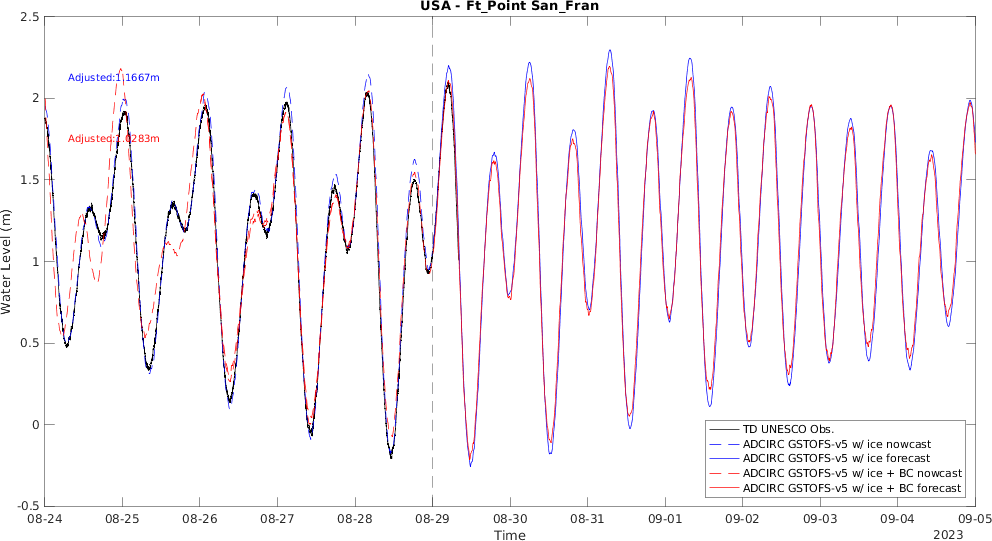 USA - Ft_Point San_Fran
2.5
2
1.5
1
0.5
0
-0.5
Water Level (m)
Adjusted:1.1667m
Adjusted:1.0283m
TD UNESCO Obs.
ADCIRC GSTOFS-v5 w/ ice nowcast
ADCIRC GSTOFS-v5 w/ ice forecast
ADCIRC GSTOFS-v5 w/ ice + BC nowcast
ADCIRC GSTOFS-v5 w/ ice + BC forecast
08-24 08-25 08-26 08-27 08-28 08-29 08-30 08-31 09-01 09-02 09-03 09-04 09-05
Time
2023